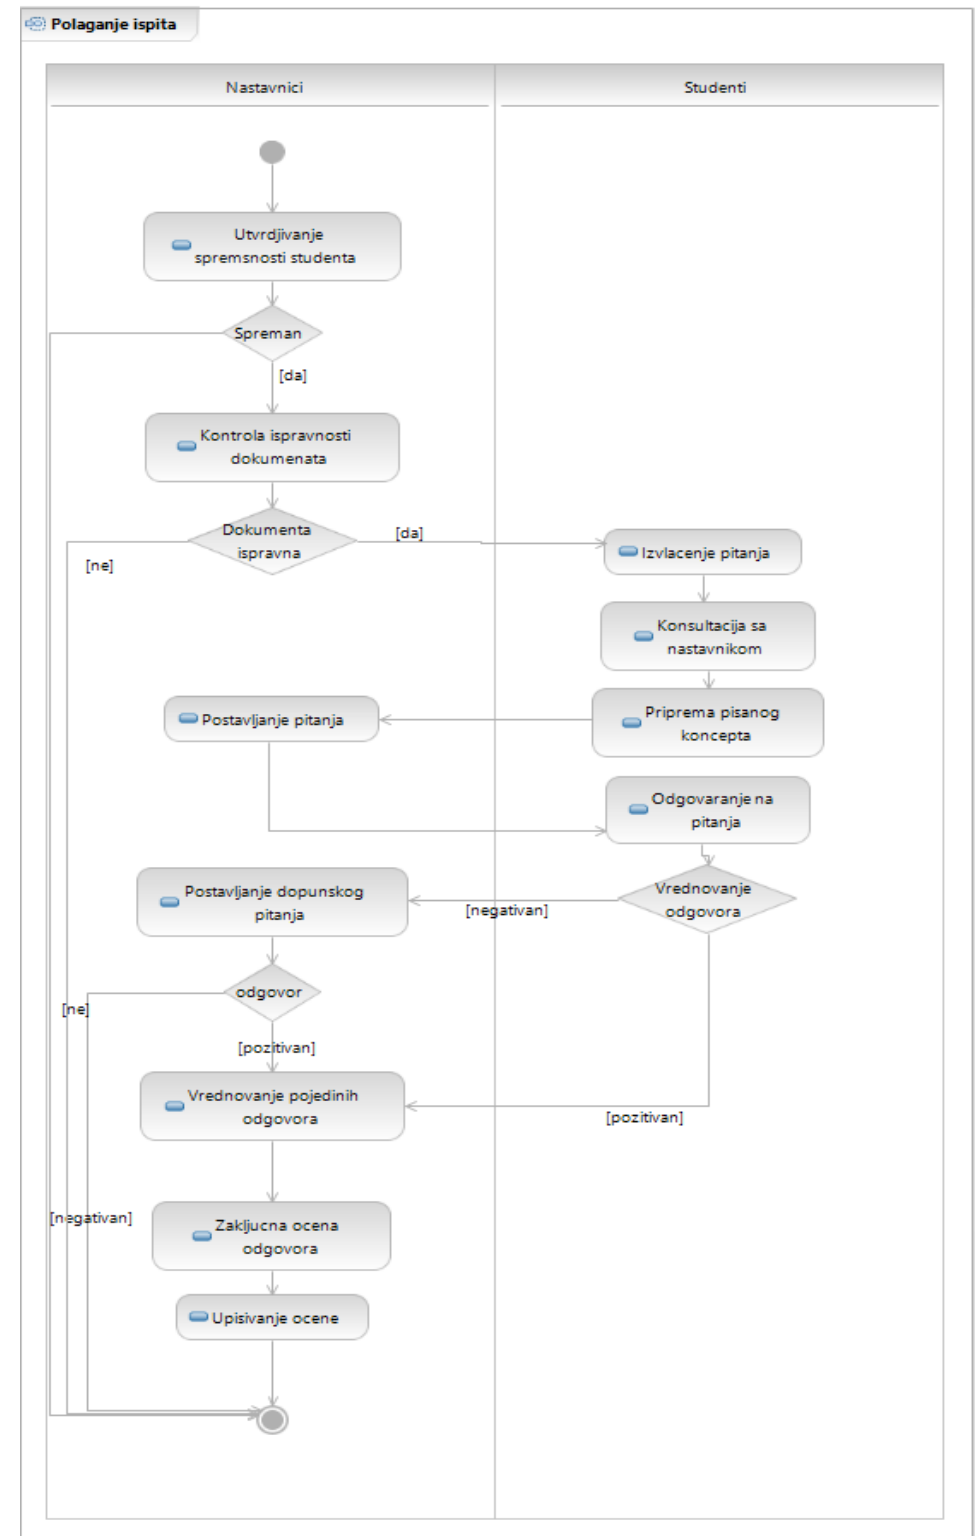 Polaganje ispita
Nastavnici
Studenti
Utvrdjivanje
spremsnosti studenta
Spreman
[da]
Kontrola ispravnosti
dokumenata
Dokumenta
ispravna
[da]
[ne]
Izvlacenje pitanja
Konsultacija sa
nastavnikom
Priprema pisanog
koncepta
Postavljanje pitanja
Odgovaranje na
pitanja
Vrednovanje
odgovora
[negativan]
Postavljanje dopunskog
pitanja
odgovor
[ne]
[pozitivan]
Vrednovanje pojedinih
odgovora
[pozitivan]
[negativan]
Zakljucna ocena
odgovora
Upisivanje ocene